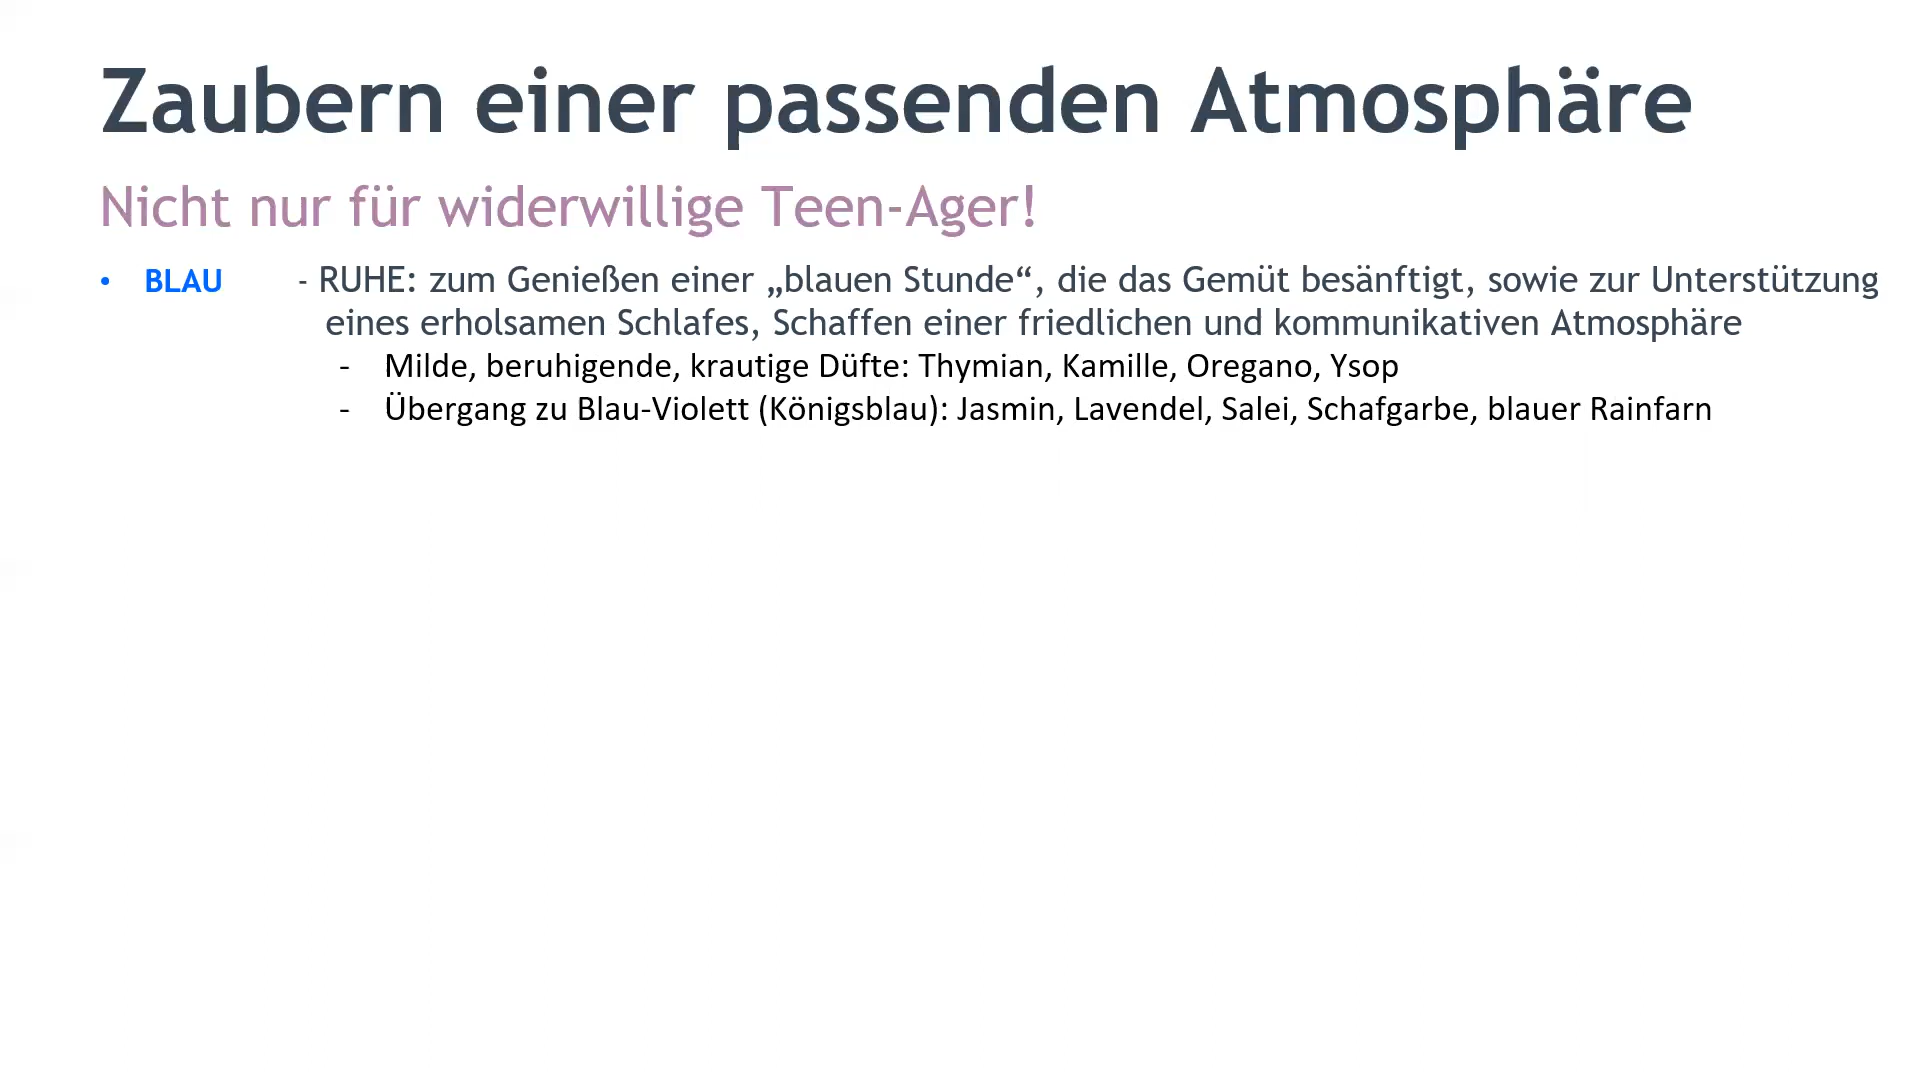 Zaubern einer passenden Atmosphäre
Nicht nur für widerwillige Teen-Ager!
• BLAU - RUHE: zum Genießen einer „blauen Stunde“, die das Gemüt besänftigt, sowie zur Unterstützung
eines erholsamen Schlafes, Schaffen einer friedlichen und kommunikativen Atmosphäre
- Milde, beruhigende, krautige Düfte: Thymian, Kamille, Oregano, Ysop
- Übergang zu Blau-Violett (Königsblau): Jasmin, Lavendel, Salei, Schafgarbe, blauer Rainfarn